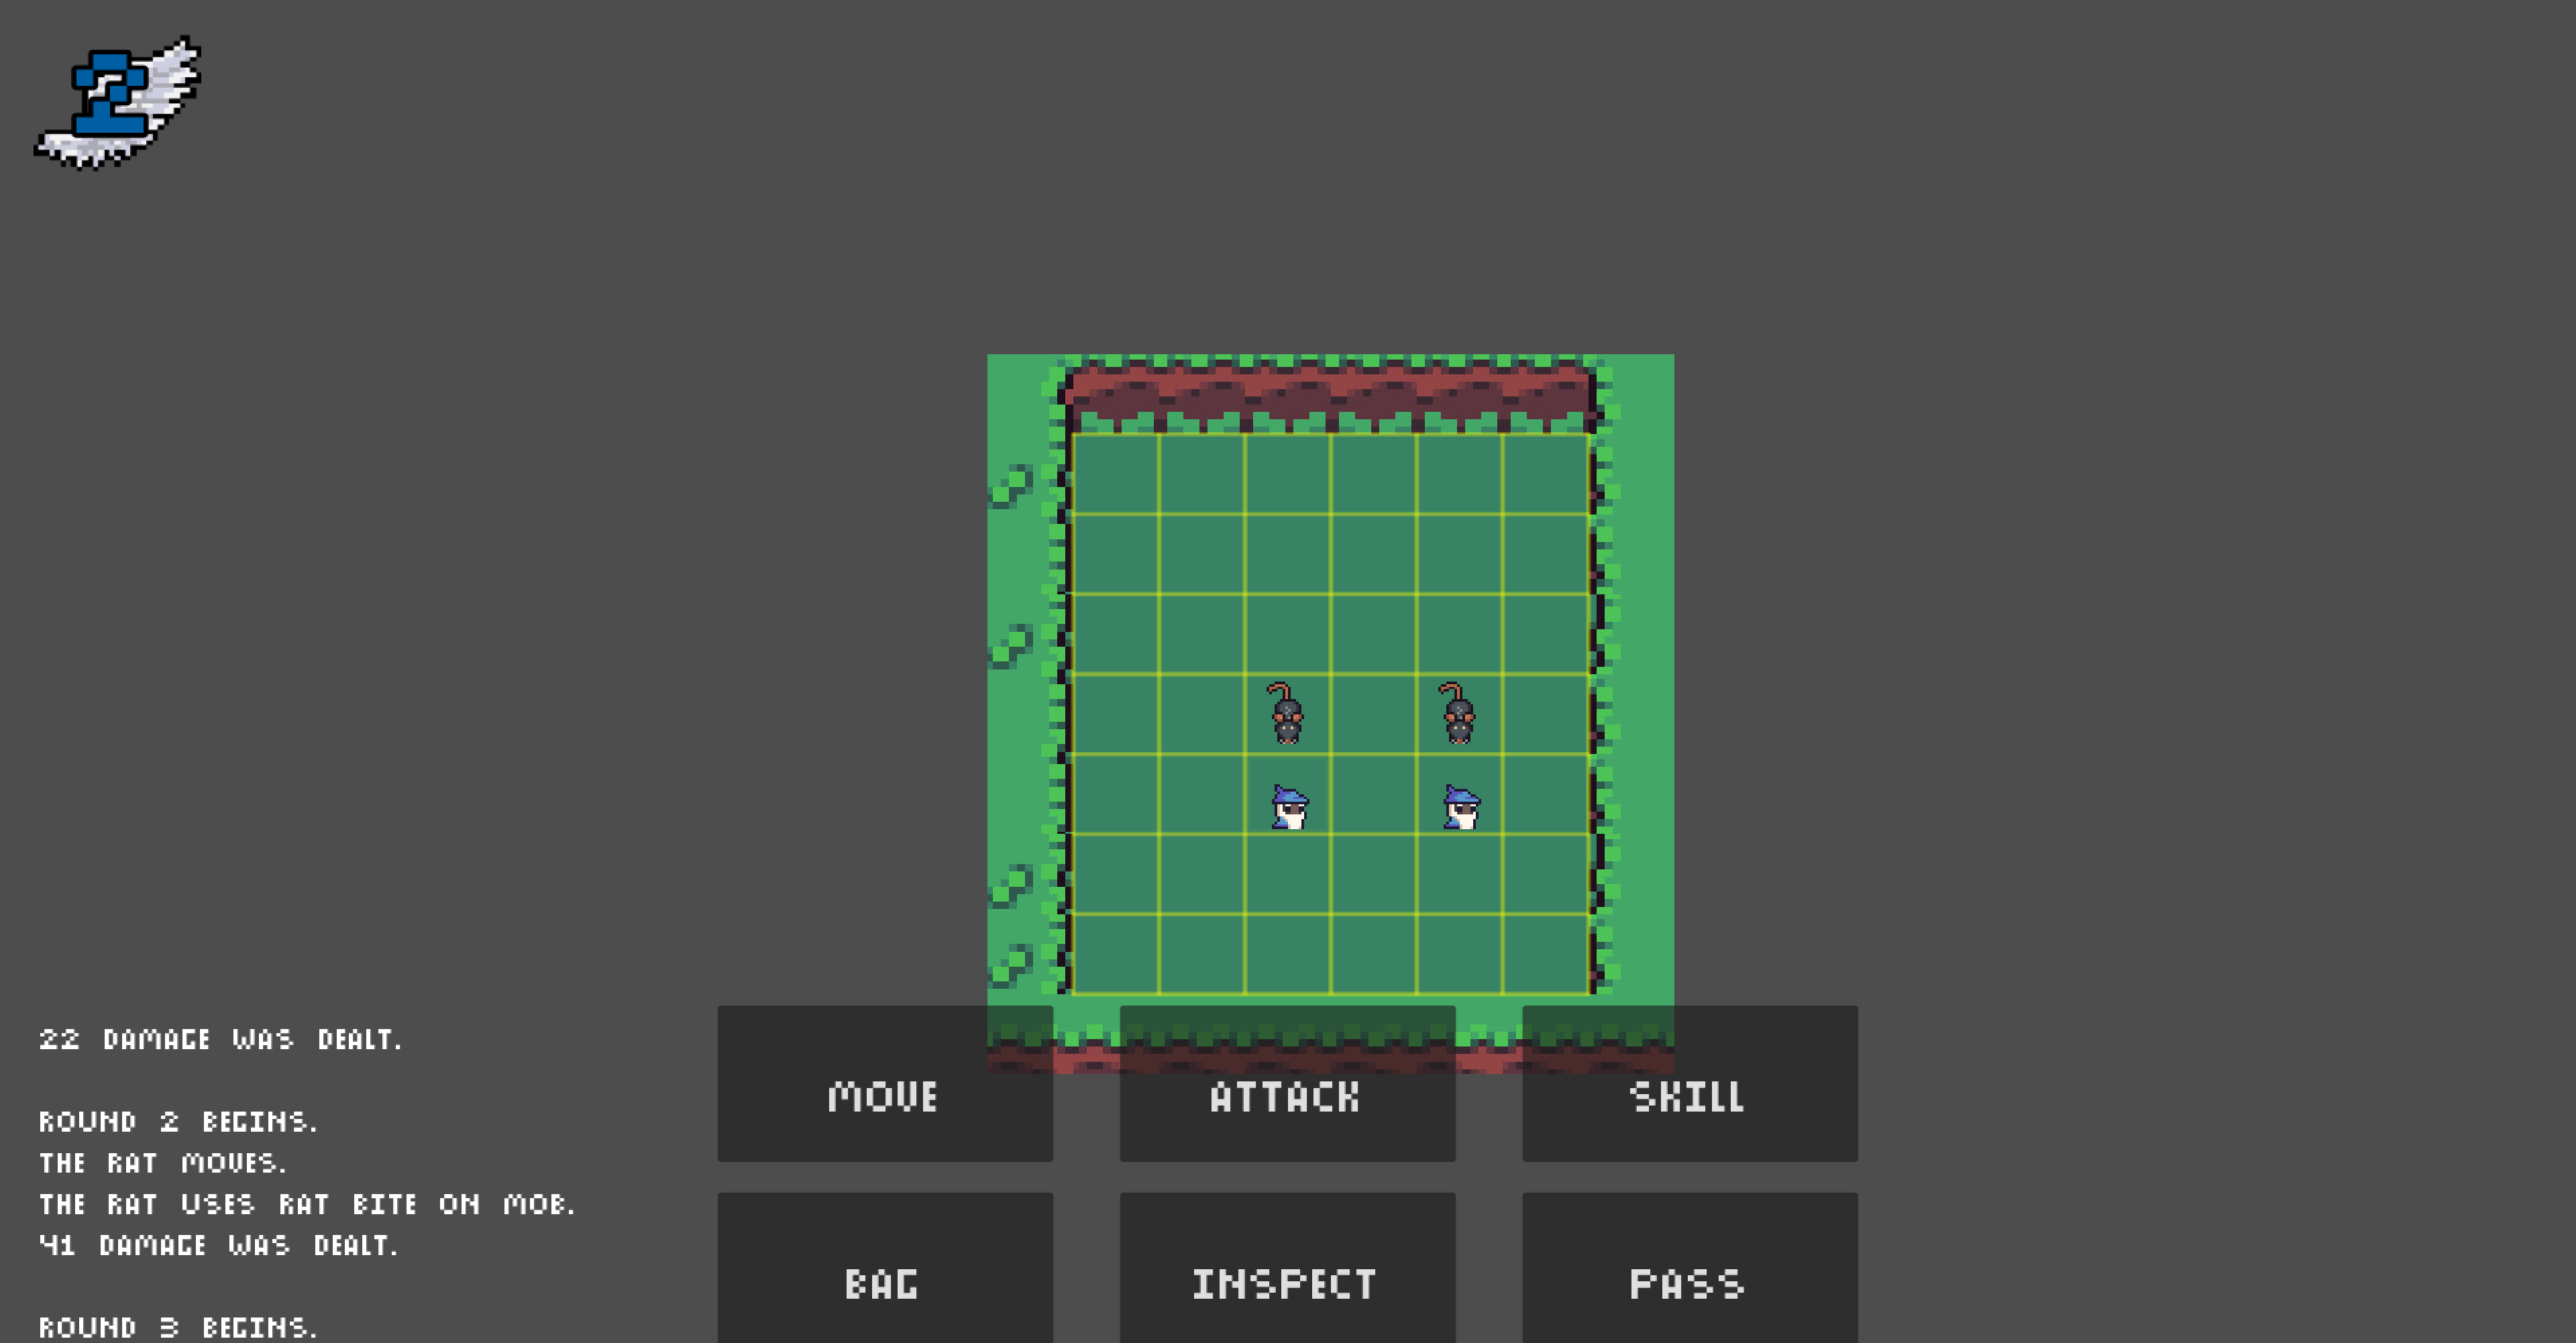 2
22 DAMAGE WAS DEALT.
ROUND 2 BEGINS.
THE RAT MOVES.
THE RAT USES RAT BITE ON MOB.
41 DAMAGE WAS DEALT.
ROUND 3 BEGINS.
MOVE
ATTACK
SKILL
BAG
INSPECT
PASS